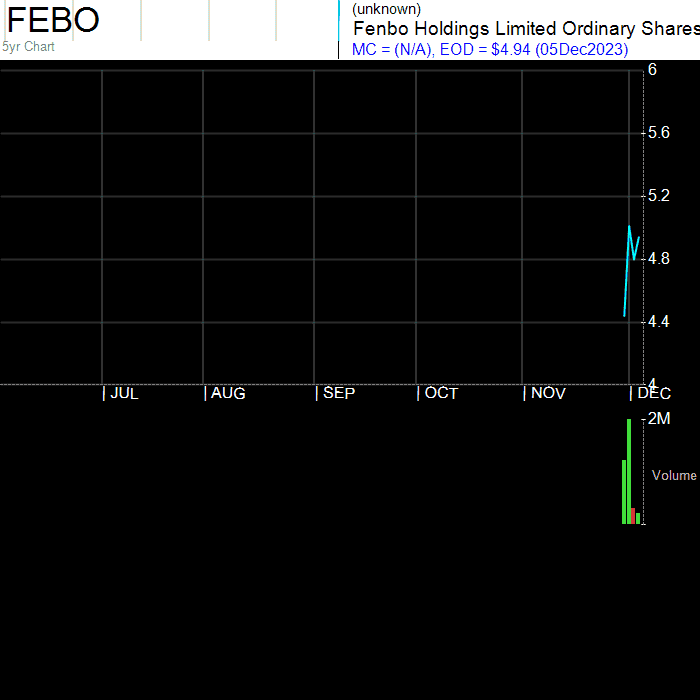 FEBO
5yr Chart
(unknown)
Fenbo Holdings Limited Ordinary Shares
MC = (N/A), EOD = $4.94 (05Dec2023)
6
5.6
5.2
4.8
4.4
4
JUL AUG SEP OCT NOV DEC
2M
Volume